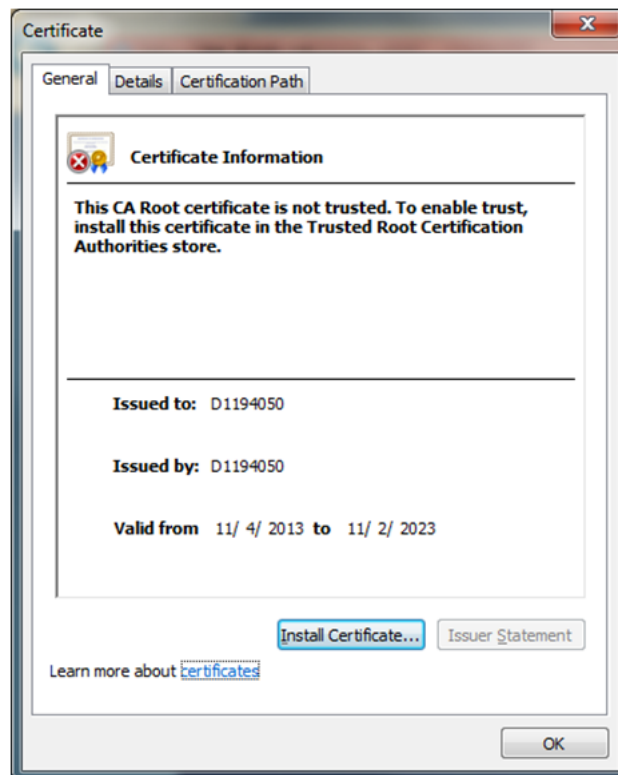 Certificate
General
Details
Certification Path
Certificate Information
This CA Root certificate is not trusted. To enable trust,
install this certificate in the Trusted Root Certification
Authorities store.
Issued to: D1194050
Issued by: D1194050
Valid from 11/ 4/ 2013 to 11/ 2/ 2023
Install Certificate...
Issuer Statement
Learn more about certificates
OK